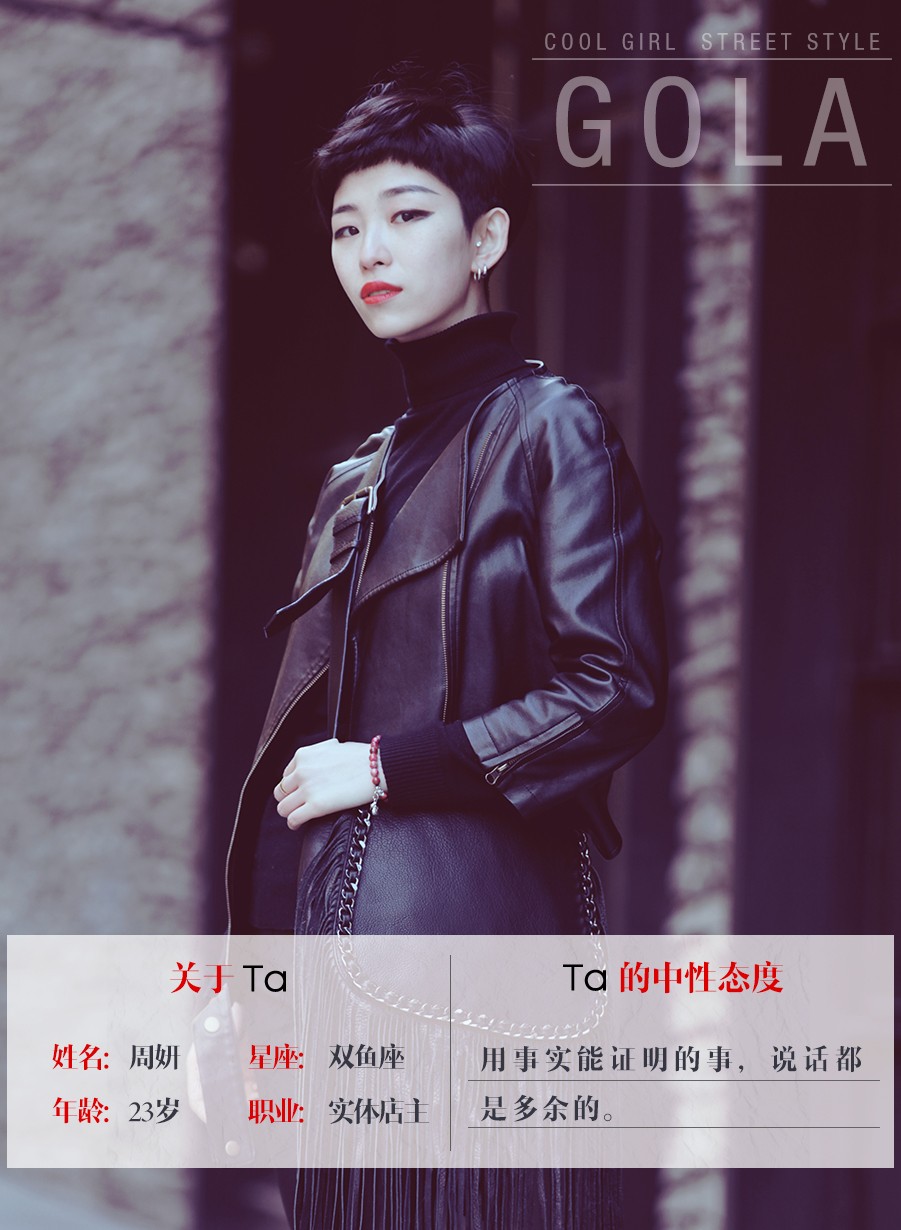 COOL GIRL STREET STYLE
GOLA
关于 Ta
姓名: 周妍 星座: 双鱼座
年龄: 23岁 职业: 实体店主
Ta 的中性态度
用事实能证明的事，说话都
是多余的。